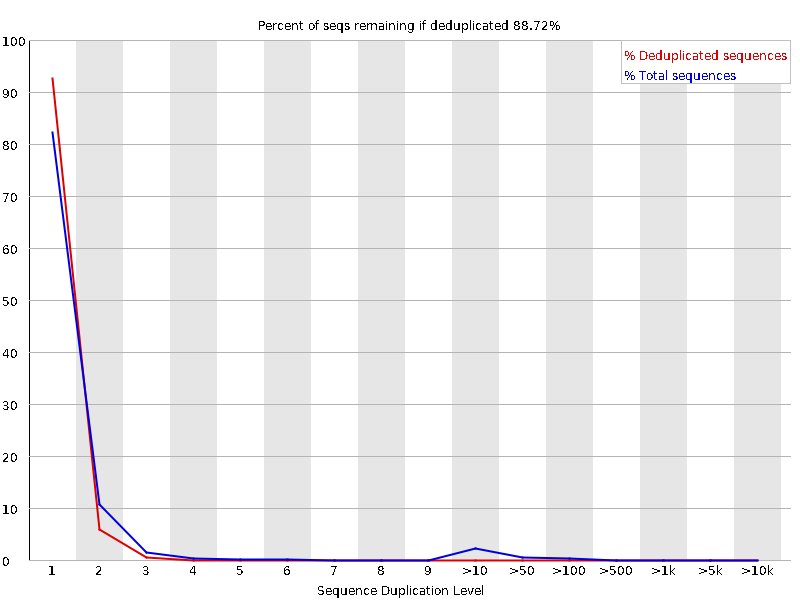 Percent of seqs remaining if deduplicated 88.72%
% Deduplicated sequences
% Total sequences
100
90
80
70
60
50
40
30
20
10
0
1 2 3 4 5 6 7 8 9 >10 >50 >100 >500 >1k >5k >10k
Sequence Duplication Level